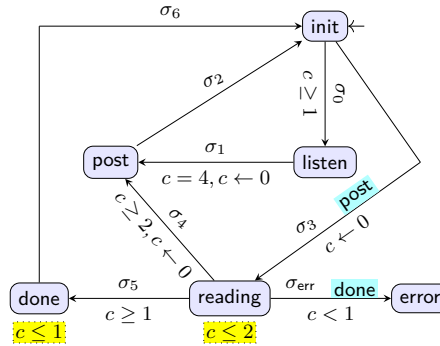 σ₆
init
σ₀
c ≥ 1
σ₂
post
σ₁
c = 4, c ← 0
listen
post
σ₃
c ← 0
σ₄
c ≥ 2, c ← 0
done
σ₅
c ≥ 1
reading
σerr
done
c < 1
error
c ≤ 1
c ≤ 2